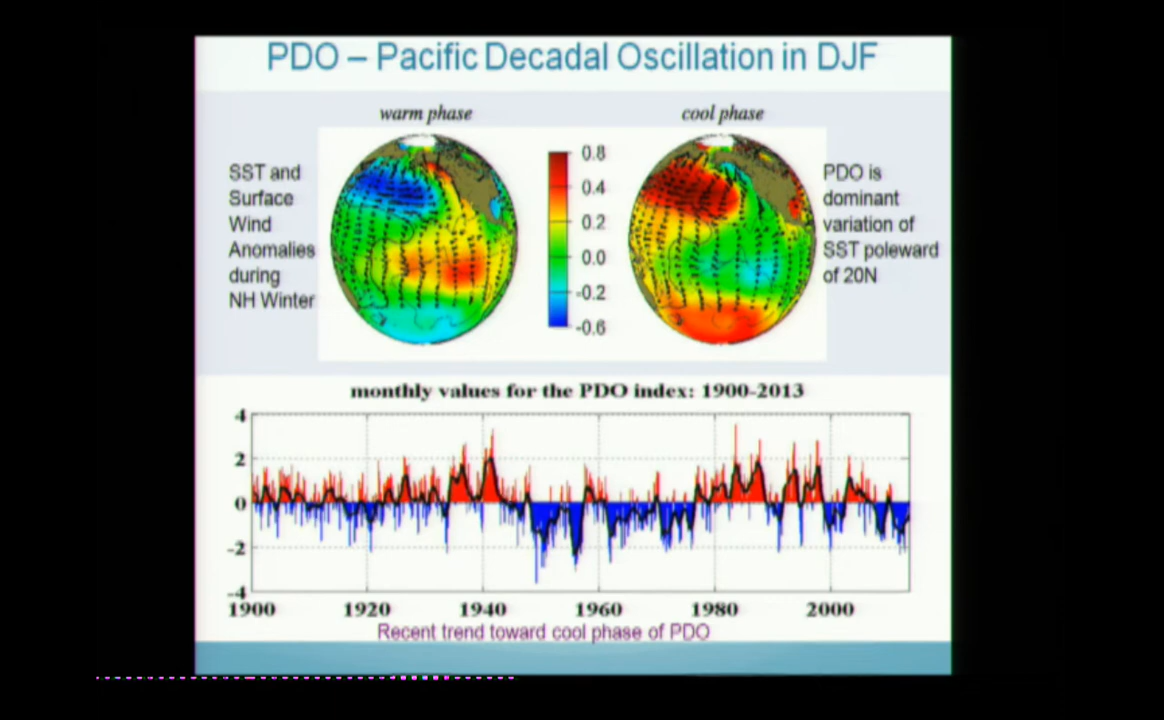 PDO – Pacific Decadal Oscillation in DJF
warm phase
cool phase
SST and
Surface
Wind
Anomalies
during
NH Winter
0.8
0.4
0.2
0.0
-0.2
-0.6
PDO is
dominant
variation of
SST poleward
of 20N
monthly values for the PDO index: 1900-2013
4
2
0
-2
-4
1900 1920 1940 1960 1980 2000
Recent trend toward cool phase of PDO